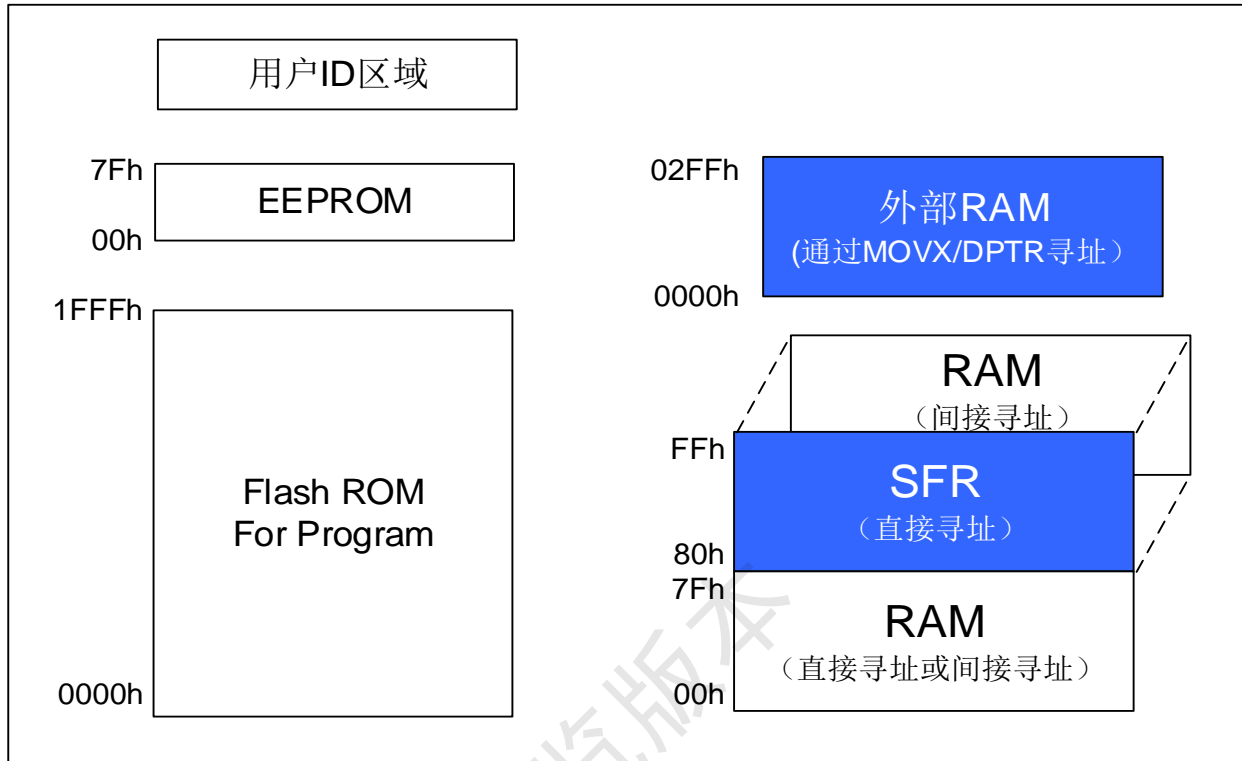 用户ID区域
7Fh
EEPROM
00h
1FFFh
Flash ROM
For Program
0000h
02FFh
外部RAM
(通过MOVX/DPTR寻址）
0000h
RAM
（间接寻址）
FFh
SFR
（直接寻址）
80h
7Fh
RAM
（直接寻址或间接寻址）
00h
览版本